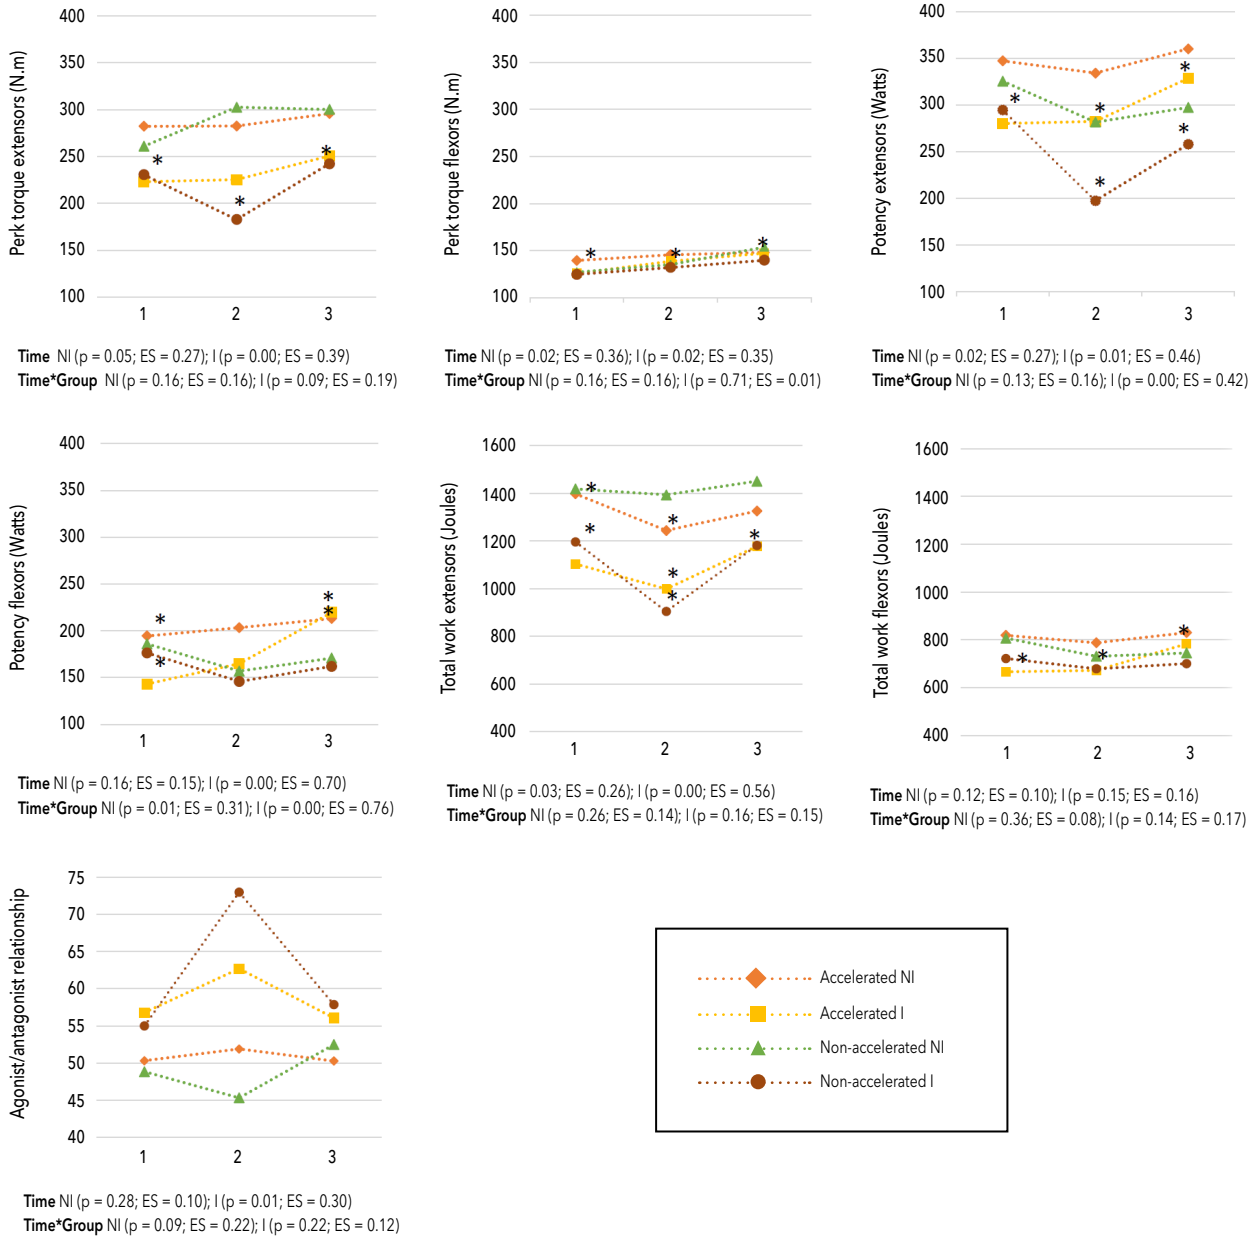 400
350
300
250
200
150
100
Perk torque extensors (N.m)
*
*
*
1 2 3
Time NI (p = 0.05; ES = 0.27); I (p = 0.00; ES = 0.39)
Time*Group NI (p = 0.16; ES = 0.16); I (p = 0.09; ES = 0.19)
400
350
300
250
200
150
100
Perk torque flexors (N.m)
*
*
*
1 2 3
Time NI (p = 0.02; ES = 0.36); I (p = 0.02; ES = 0.35)
Time*Group NI (p = 0.16; ES = 0.16); I (p = 0.71; ES = 0.01)
400
350
300
250
200
150
100
Potency extensors (Watts)
*
*
*
*
*
1 2 3
Time NI (p = 0.02; ES = 0.27); I (p = 0.01; ES = 0.46)
Time*Group NI (p = 0.13; ES = 0.16); I (p = 0.00; ES = 0.42)
400
350
300
250
200
150
100
Potency flexors (Watts)
*
*
*
*
1 2 3
Time NI (p = 0.16; ES = 0.15); I (p = 0.00; ES = 0.70)
Time*Group NI (p = 0.01; ES = 0.31); I (p = 0.00; ES = 0.76)
1600
1400
1200
1000
800
600
400
Total work extensors (Joules)
*
*
*
*
*
*
1 2 3
Time NI (p = 0.03; ES = 0.26); I (p = 0.00; ES = 0.56)
Time*Group NI (p = 0.26; ES = 0.14); I (p = 0.16; ES = 0.15)
1600
1400
1200
1000
800
600
400
Total work flexors (Joules)
*
*
*
1 2 3
Time NI (p = 0.12; ES = 0.10); I (p = 0.15; ES = 0.16)
Time*Group NI (p = 0.36; ES = 0.08); I (p = 0.14; ES = 0.17)
75
70
65
60
55
50
45
40
Agonist/antagonist relationship
1 2 3
Time NI (p = 0.28; ES = 0.10); I (p = 0.01; ES = 0.30)
Time*Group NI (p = 0.09; ES = 0.22); I (p = 0.22; ES = 0.12)
Accelerated NI
Accelerated I
Non-accelerated NI
Non-accelerated I